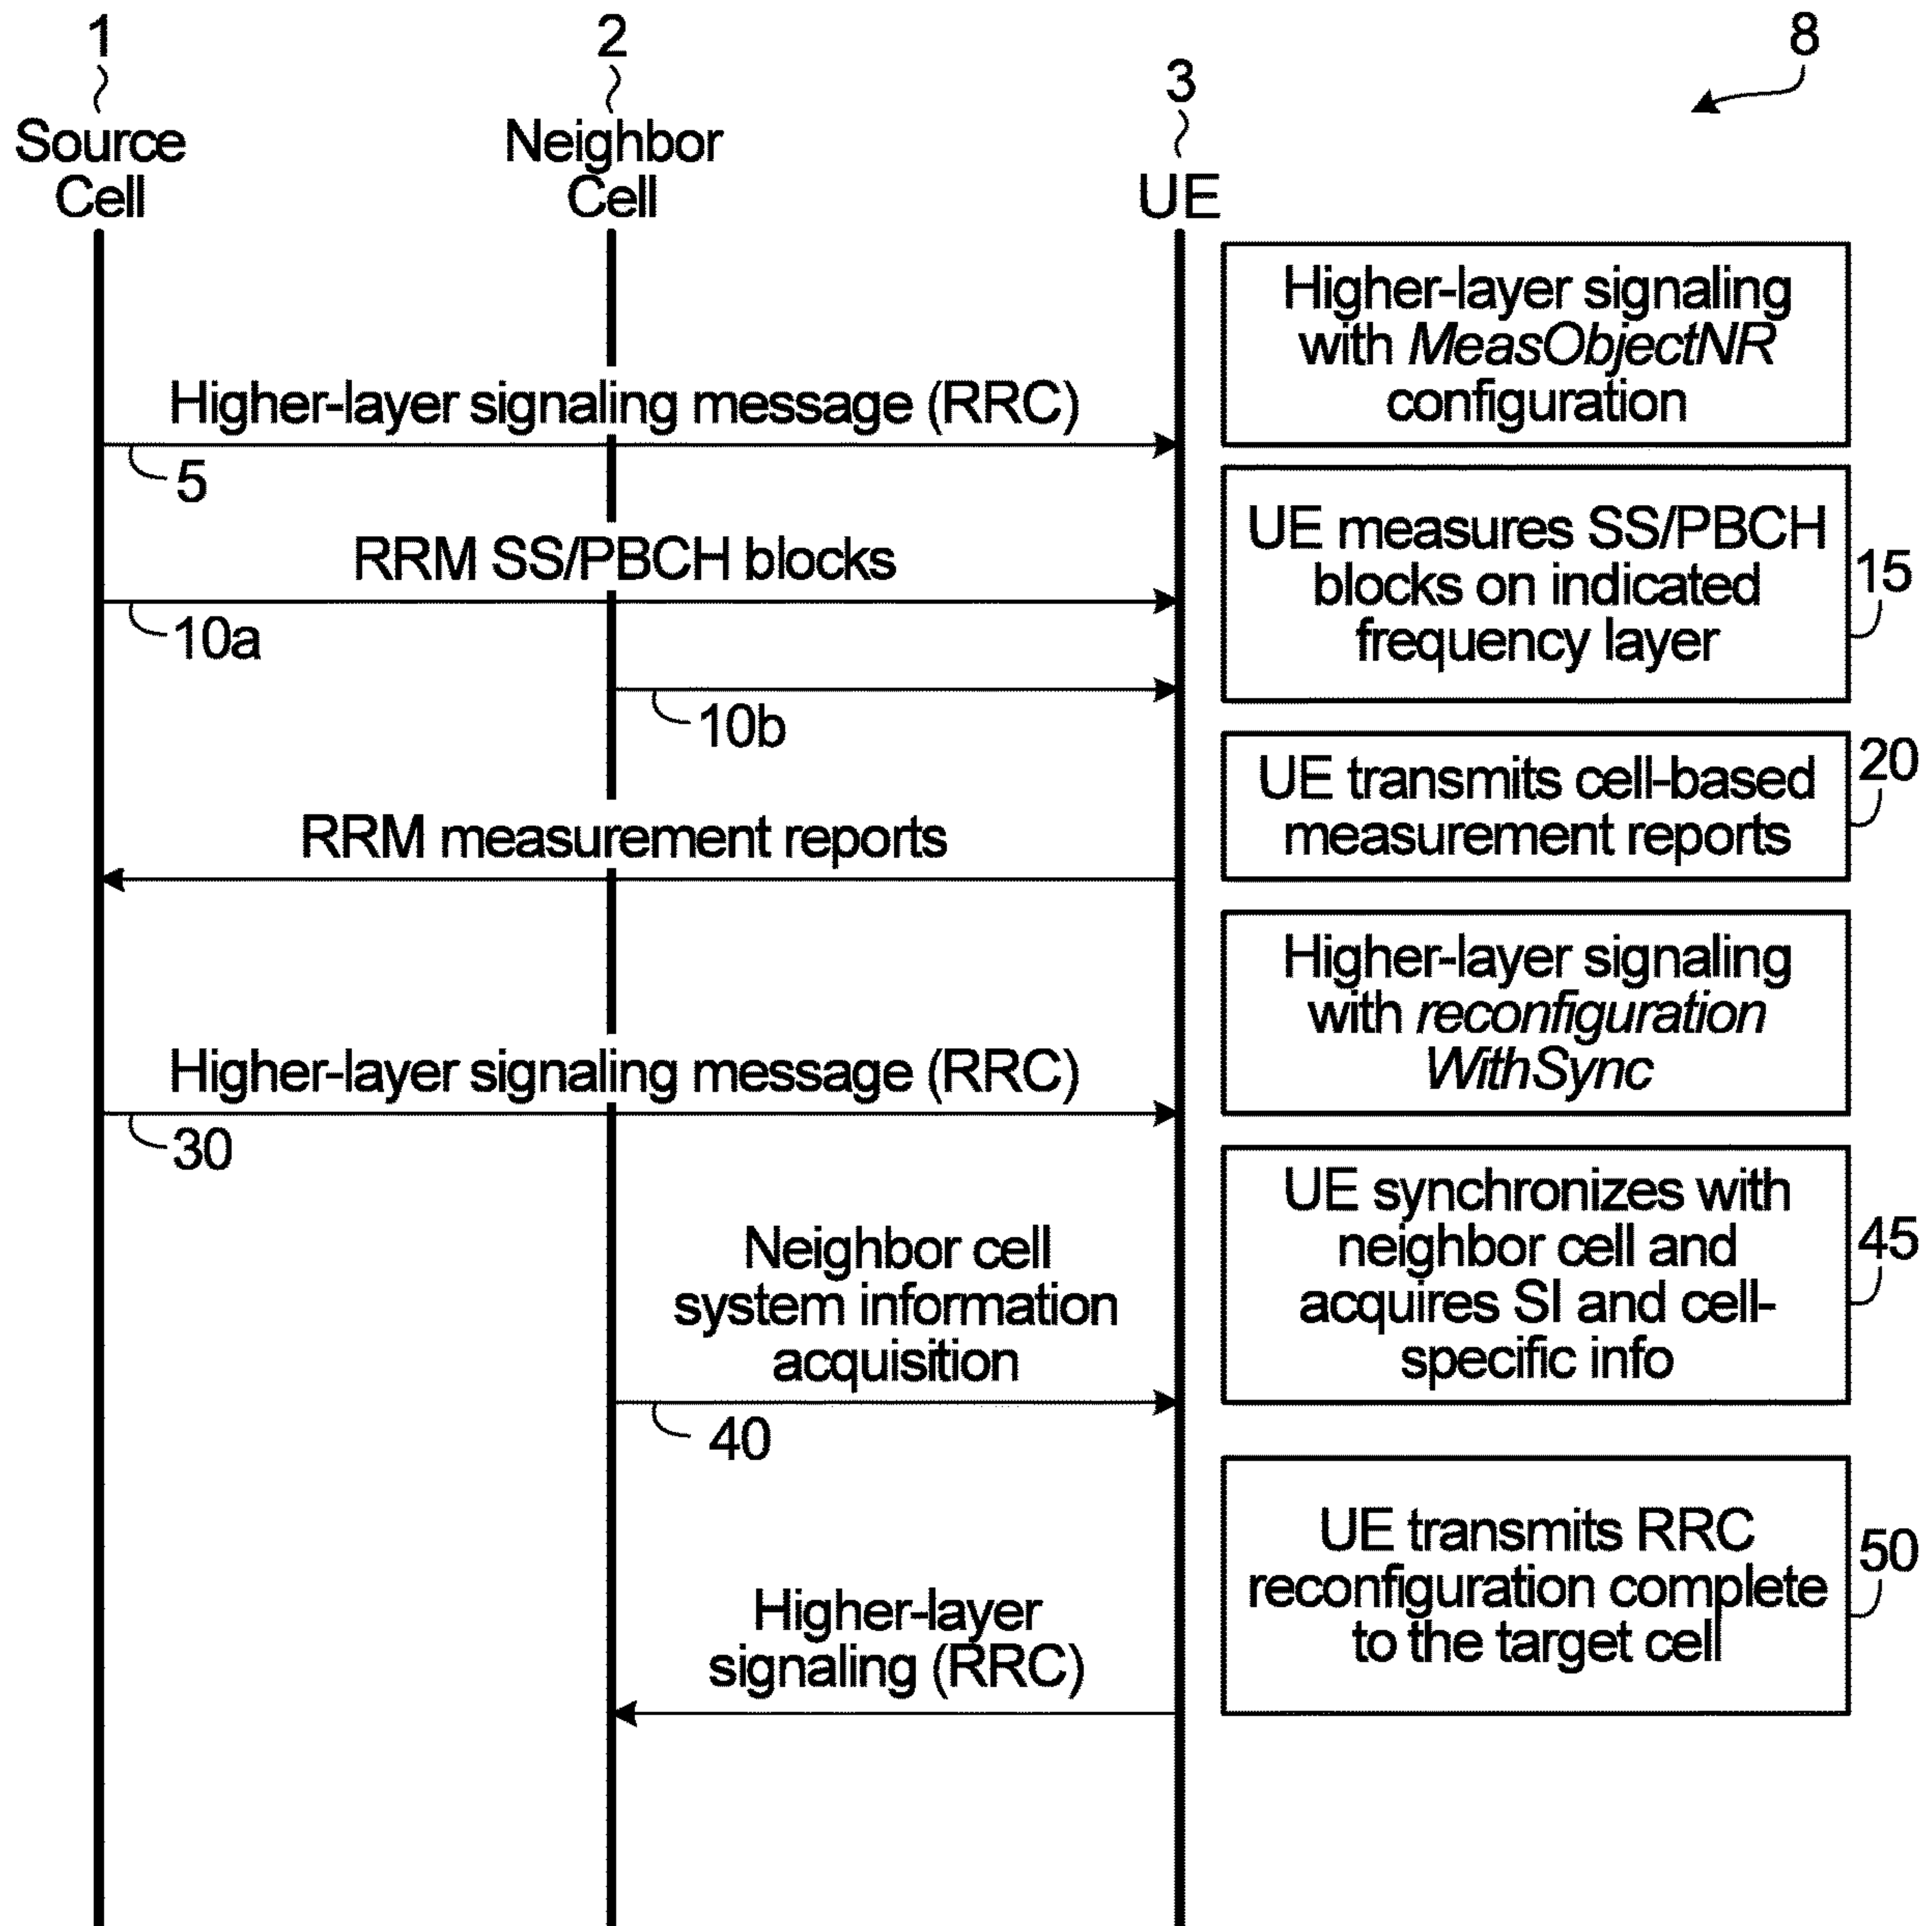 1
2
3
8
Source
Cell
Neighbor
Cell
UE
Higher-layer signaling
with MeasObjectNR
configuration
Higher-layer signaling message (RRC)
5
RRM SS/PBCH blocks
10a
10b
UE measures SS/PBCH
blocks on indicated
frequency layer
15
UE transmits cell-based
measurement reports
20
RRM measurement reports
Higher-layer signaling
with reconfiguration
WithSync
Higher-layer signaling message (RRC)
30
UE synchronizes with
neighbor cell and
acquires SI and cell-
specific info
45
Neighbor cell
system information
acquisition
40
UE transmits RRC
reconfiguration complete
to the target cell
50
Higher-layer
signaling (RRC)